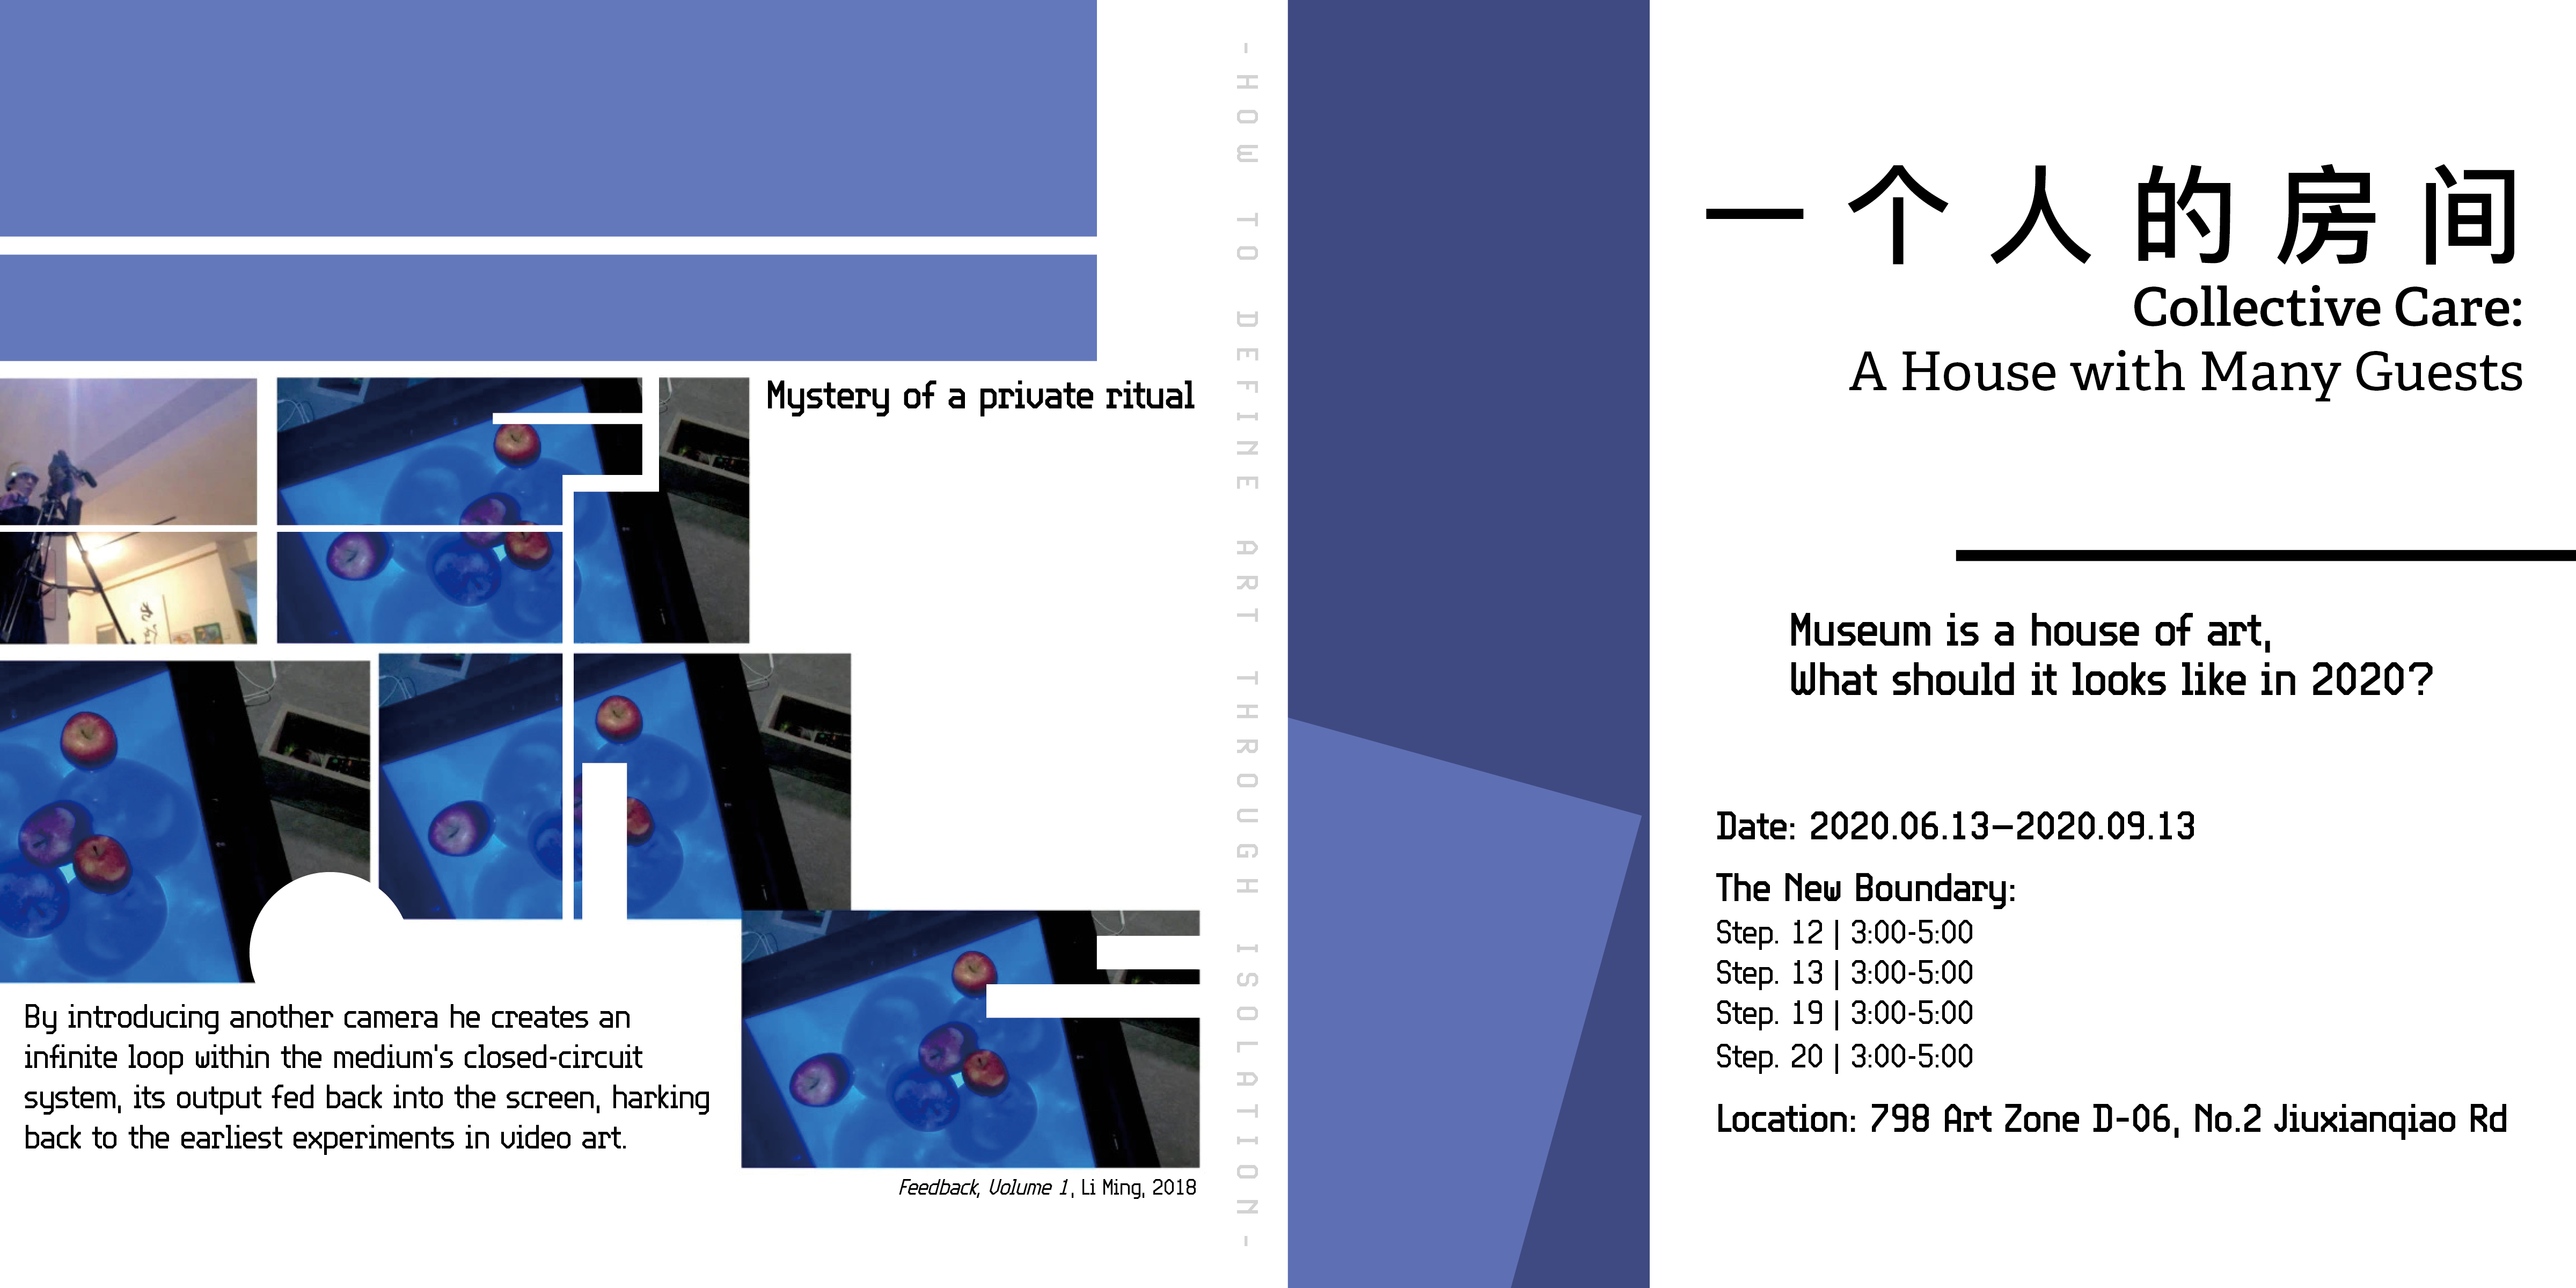 Mystery of a private ritual
By introducing another camera he creates an
infinite loop within the medium's closed-circuit
system, its output fed back into the screen, harking
back to the earliest experiments in video art.
Feedback, Volume 1, Li Ming, 2018
-HOW TO DEFINE ART THROUGH ISOLATION-
一个人的房间
Collective Care:
A House with Many Guests
Museum is a house of art,
What should it looks like in 2020?
Date: 2020.06.13–2020.09.13
The New Boundary:
Step. 12 | 3:00-5:00
Step. 13 | 3:00-5:00
Step. 19 | 3:00-5:00
Step. 20 | 3:00-5:00
Location: 798 Art Zone D-06, No.2 Jiuxianqiao Rd